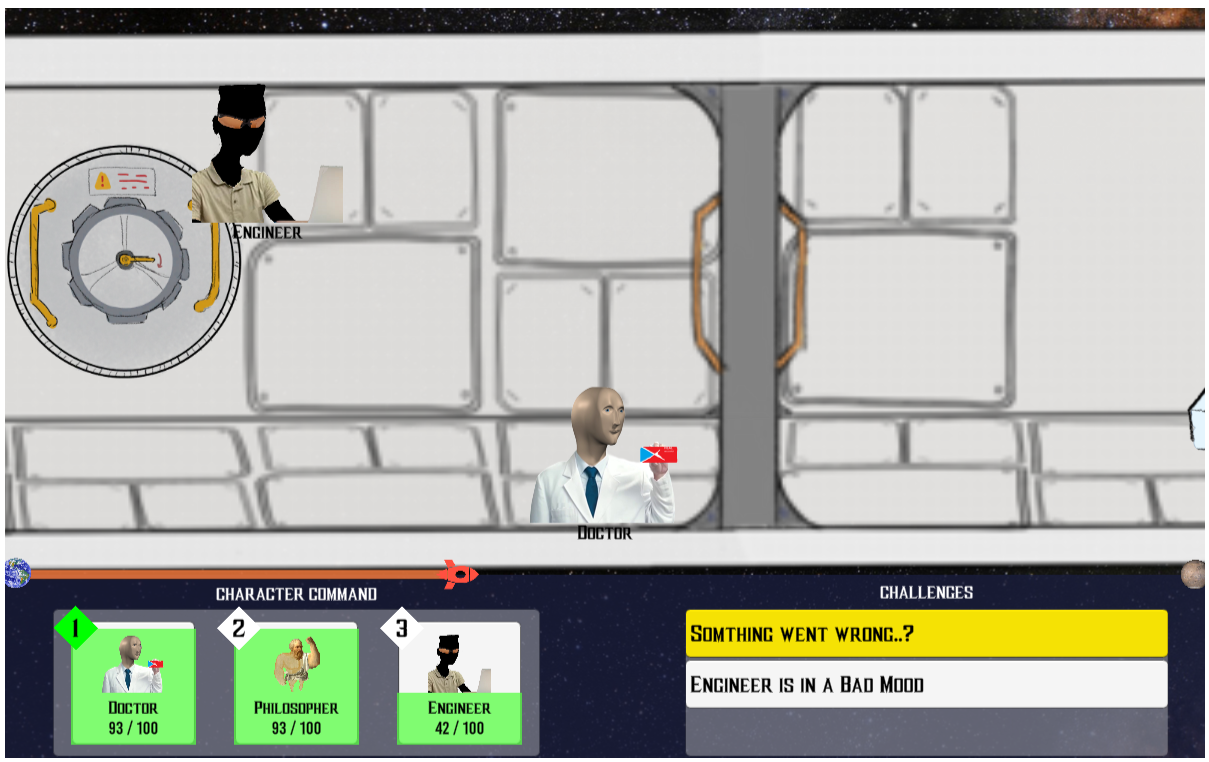 ENGINEER
DOCTOR
CHARACTER COMMAND
CHALLENGES
1
2
3
DOCTOR
93 / 100
PHILOSOPHER
93 / 100
ENGINEER
42 / 100
SOMTHING WENT WRONG..?
ENGINEER IS IN A BAD MOOD